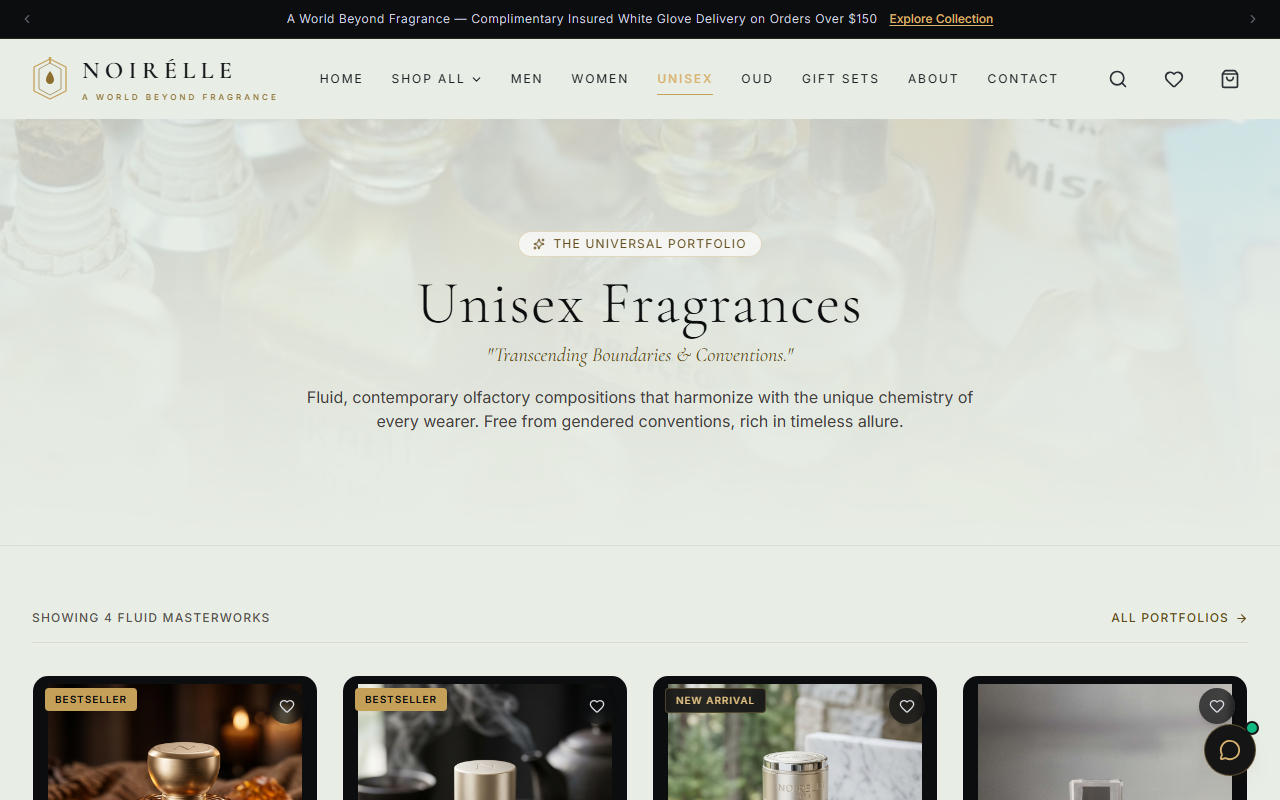 A World Beyond Fragrance — Complimentary Insured White Glove Delivery on Orders Over $150 Explore Collection
NOIRÉLLE
A WORLD BEYOND FRAGRANCE
HOME SHOP ALL MEN WOMEN UNISEX OUD GIFT SETS ABOUT CONTACT
Mis
THE UNIVERSAL PORTFOLIO
Unisex Fragrances
"Transcending Boundaries & Conventions."
Fluid, contemporary olfactory compositions that harmonize with the unique chemistry of
every wearer. Free from gendered conventions, rich in timeless allure.
SHOWING 4 FLUID MASTERWORKS
ALL PORTFOLIOS →
BESTSELLER
BESTSELLER
NEW ARRIVAL